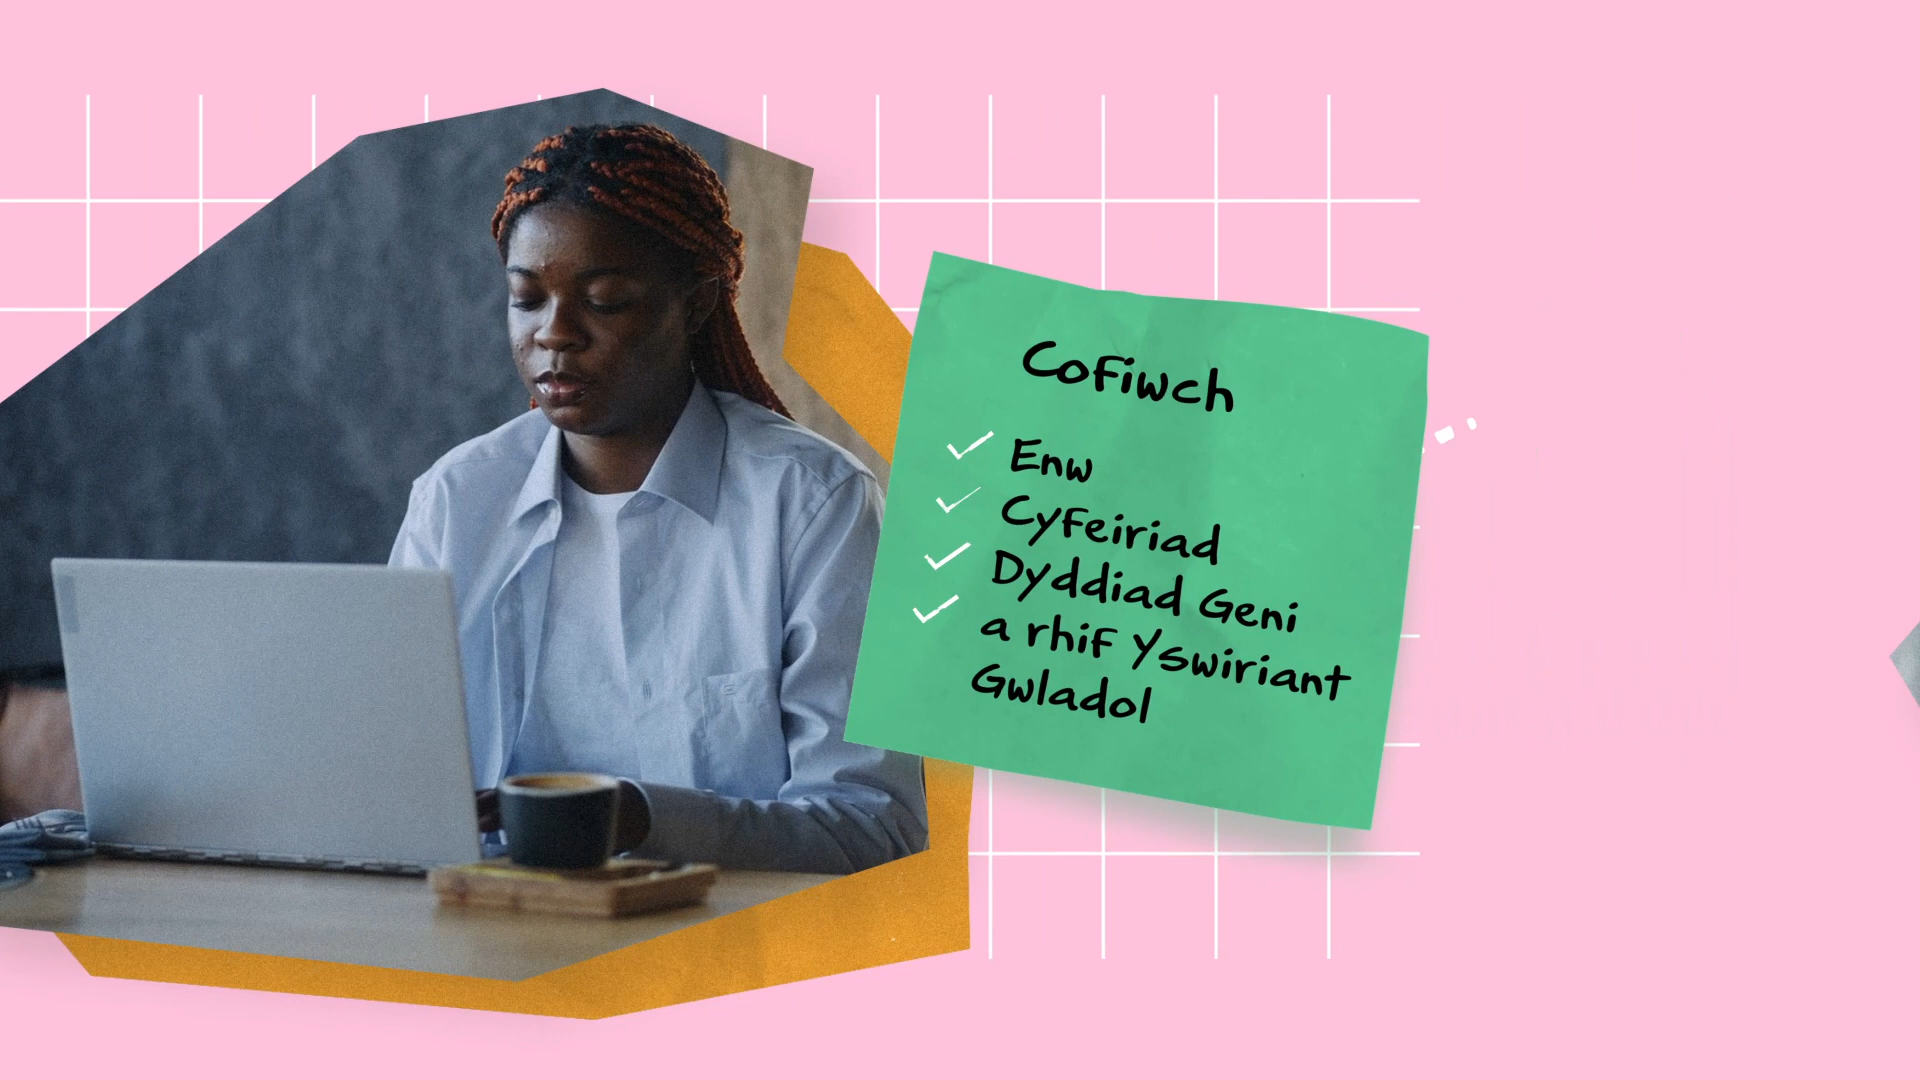 Cofiwch
Enw
Cyfeiriad
Dyddiad Geni
a rhif Yswiriant
Gwladol